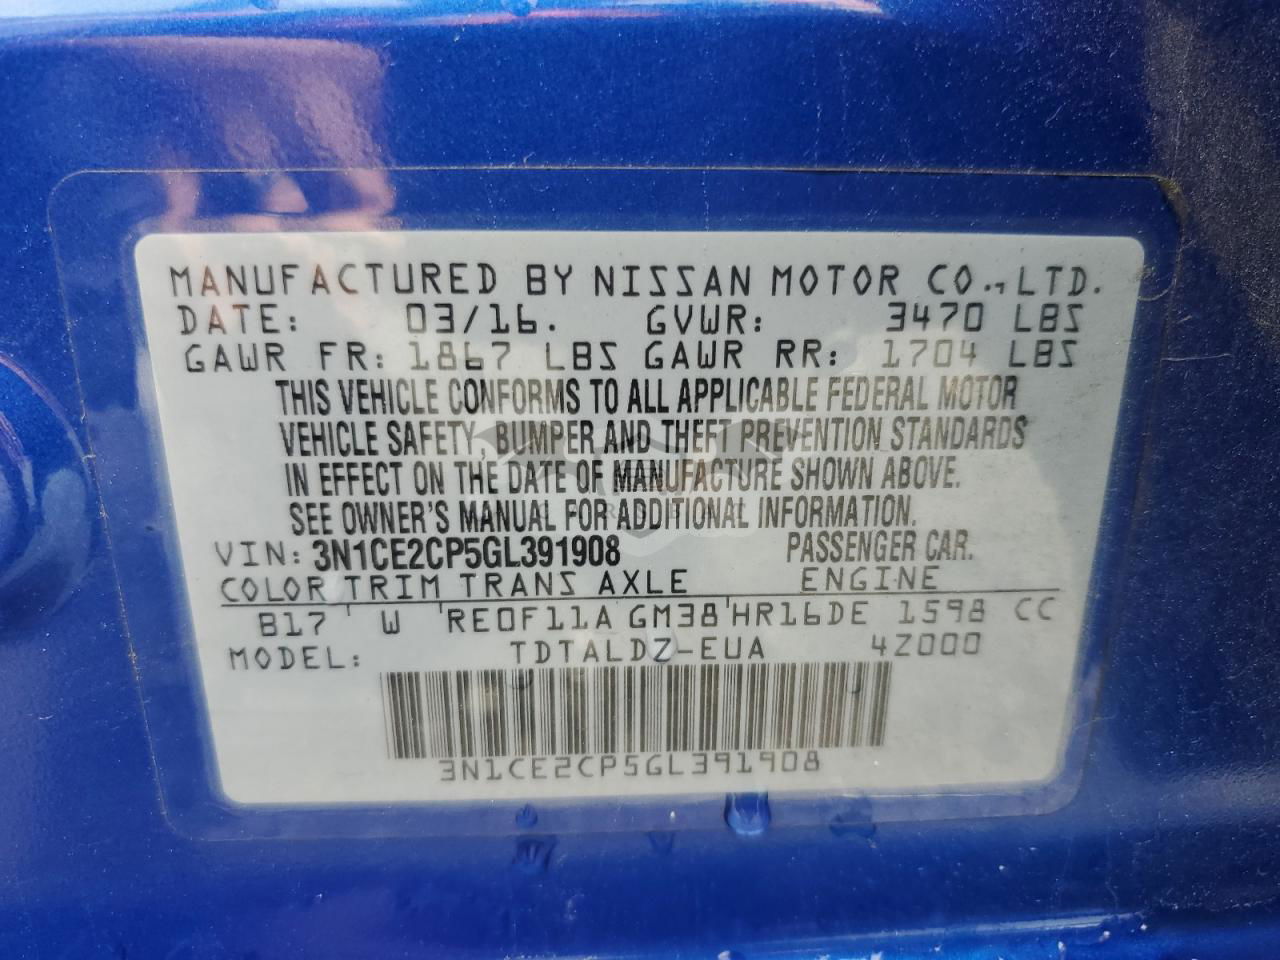 MANUFACTURED BY NISSAN MOTOR CO., LTD.
DATE: 03/16. GVWR: 3470 LBS
GAWR FR: 1867 LBS GAWR RR: 1704 LBS
THIS VEHICLE CONFORMS TO ALL APPLICABLE FEDERAL MOTOR
VEHICLE SAFETY, BUMPER AND THEFT PREVENTION STANDARDS
IN EFFECT ON THE DATE OF MANUFACTURE SHOWN ABOVE.
SEE OWNER'S MANUAL FOR ADDITIONAL INFORMATION.
VIN: 3N1CE2CP5GL391908 PASSENGER CAR.
COLOR TRIM TRANS AXLE ENGINE
B17 ' W ' RE0F11A GM38 ' HR16DE 1598 CC
MODEL: TDTALDZ-EUA 4Z000
3N1CE2CP5GL391908